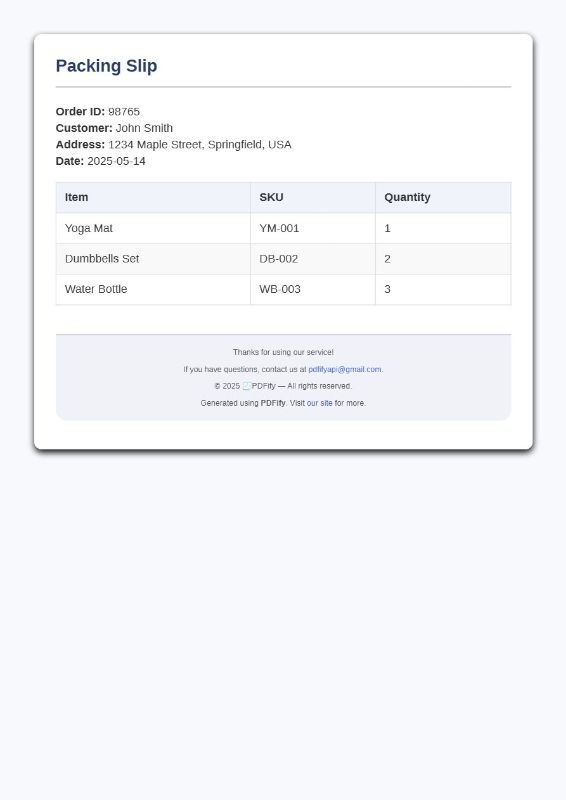 Packing Slip
Order ID: 98765
Customer: John Smith
Address: 1234 Maple Street, Springfield, USA
Date: 2025-05-14
Item SKU Quantity
Yoga Mat YM-001 1
Dumbbells Set DB-002 2
Water Bottle WB-003 3
Thanks for using our service!
If you have questions, contact us at pdfifyapi@gmail.com.
© 2025 🧾PDFify — All rights reserved.
Generated using PDFify. Visit our site for more.